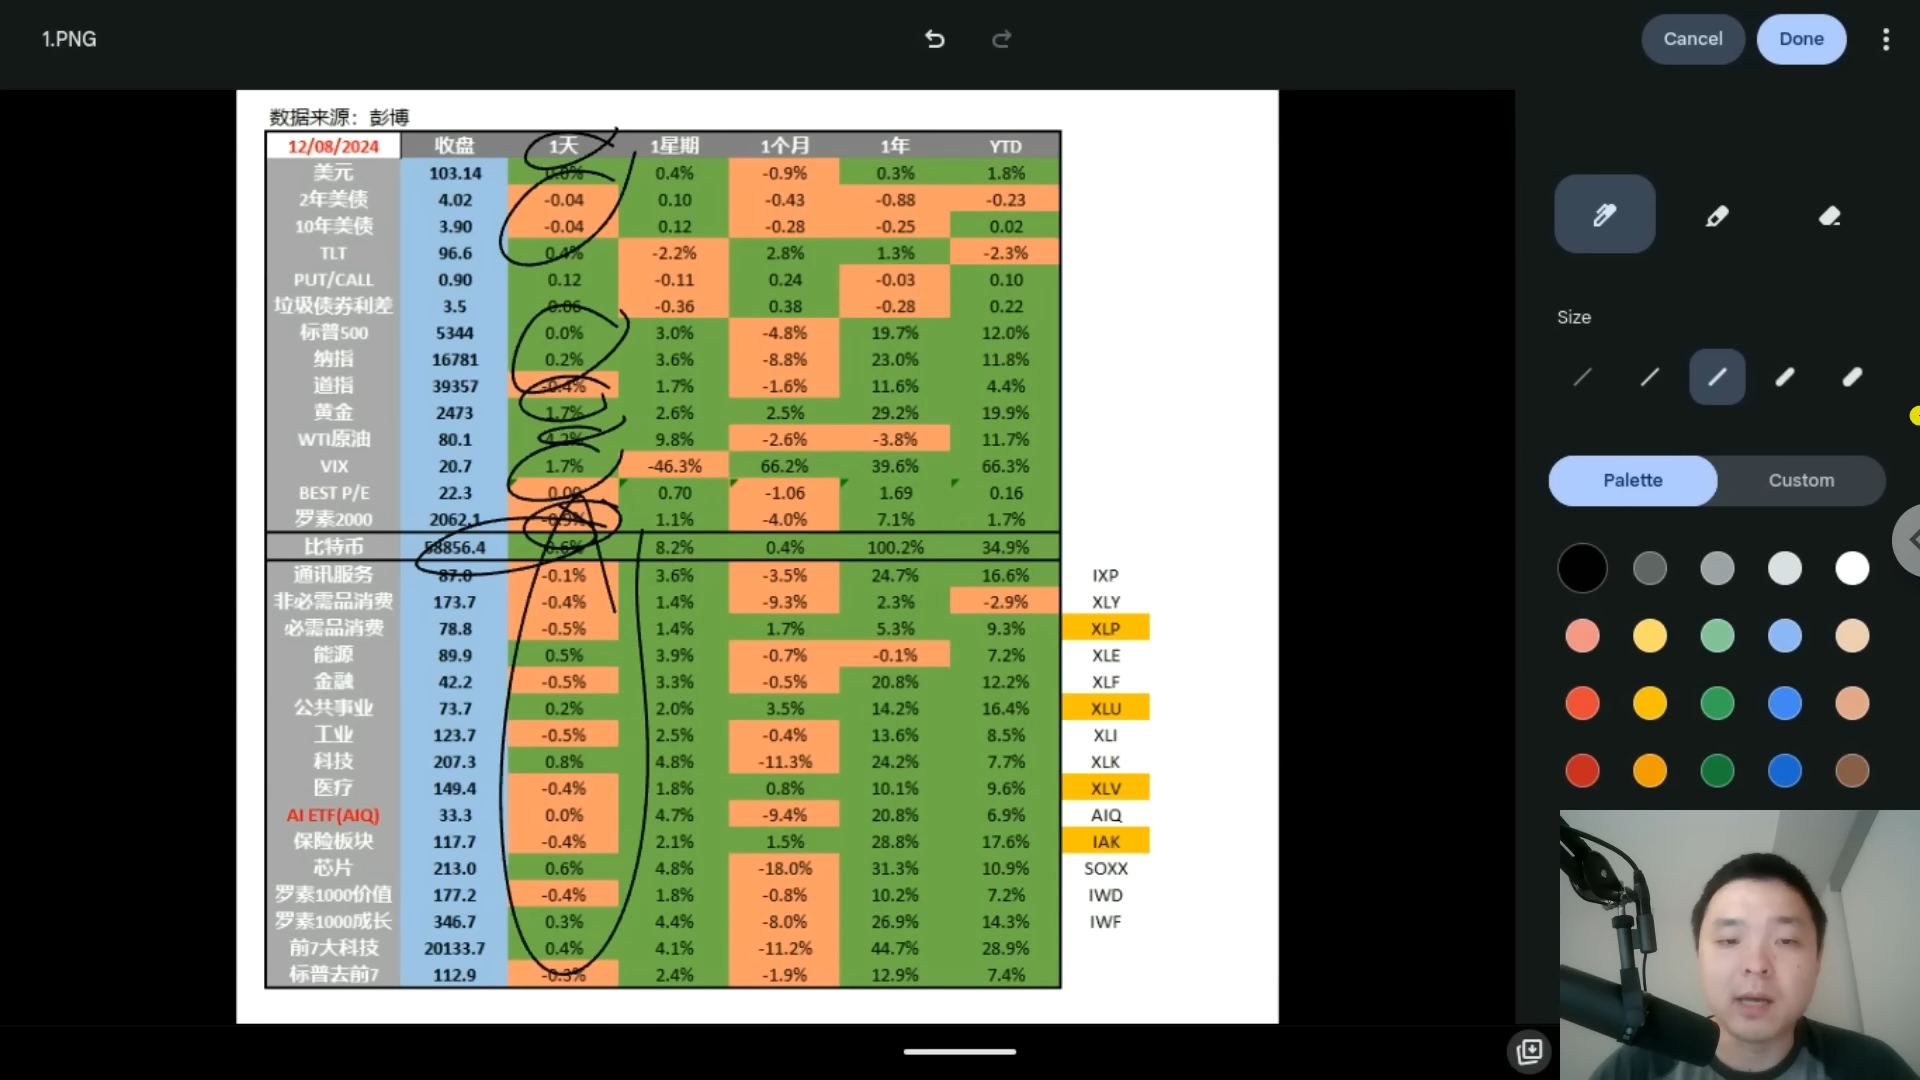 1.PNG
Cancel
Done
数据来源：彭博
12/08/2024 收盘 1天 1星期 1个月 1年 YTD
美元 103.14 0.0% 0.4% -0.9% 0.3% 1.8%
2年美债 4.02 -0.04 0.10 -0.43 -0.88 -0.23
10年美债 3.90 -0.04 0.12 -0.28 -0.25 0.02
TLT 96.6 0.4% -2.2% 2.8% 1.3% -2.3%
PUT/CALL 0.90 0.12 -0.11 0.24 -0.03 0.10
垃圾债券利差 3.5 0.06 -0.36 0.38 -0.28 0.22
标普500 5344 0.0% 3.0% -4.8% 19.7% 12.0%
纳指 16781 0.2% 3.6% -8.8% 23.0% 11.8%
道指 39357 -0.4% 1.7% -1.6% 11.6% 4.4%
黄金 2473 1.7% 2.6% 2.5% 29.2% 19.9%
WTI原油 80.1 4.2% 9.8% -2.6% -3.8% 11.7%
VIX 20.7 1.7% -46.3% 66.2% 39.6% 66.3%
BEST P/E 22.3 0.00 0.70 -1.06 1.69 0.16
罗素2000 2062.1 -0.9% 1.1% -4.0% 7.1% 1.7%
比特币 58856.4 0.6% 8.2% 0.4% 100.2% 34.9%
通讯服务 87.0 -0.1% 3.6% -3.5% 24.7% 16.6% IXP
非必需品消费 173.7 -0.4% 1.4% -9.3% 2.3% -2.9% XLY
必需品消费 78.8 -0.5% 1.4% 1.7% 5.3% 9.3% XLP
能源 89.9 0.5% 3.9% -0.7% -0.1% 7.2% XLE
金融 42.2 -0.5% 3.3% -0.5% 20.8% 12.2% XLF
公共事业 73.7 0.2% 2.0% 3.5% 14.2% 16.4% XLU
工业 123.7 -0.5% 2.5% -0.4% 13.6% 8.5% XLI
科技 207.3 0.8% 4.8% -11.3% 24.2% 7.7% XLK
医疗 149.4 -0.4% 1.8% 0.8% 10.1% 9.6% XLV
AI ETF(AIQ) 33.3 0.0% 4.7% -9.4% 20.8% 6.9% AIQ
保险板块 117.7 -0.4% 2.1% 1.5% 28.8% 17.6% IAK
芯片 213.0 0.6% 4.8% -18.0% 31.3% 10.9% SOXX
罗素1000价值 177.2 -0.4% 1.8% -0.8% 10.2% 7.2% IWD
罗素1000成长 346.7 0.3% 4.4% -8.0% 26.9% 14.3% IWF
前7大科技 20133.7 0.4% 4.1% -11.2% 44.7% 28.9%
标普去前7 112.9 -0.3% 2.4% -1.9% 12.9% 7.4%
Size
Palette
Custom